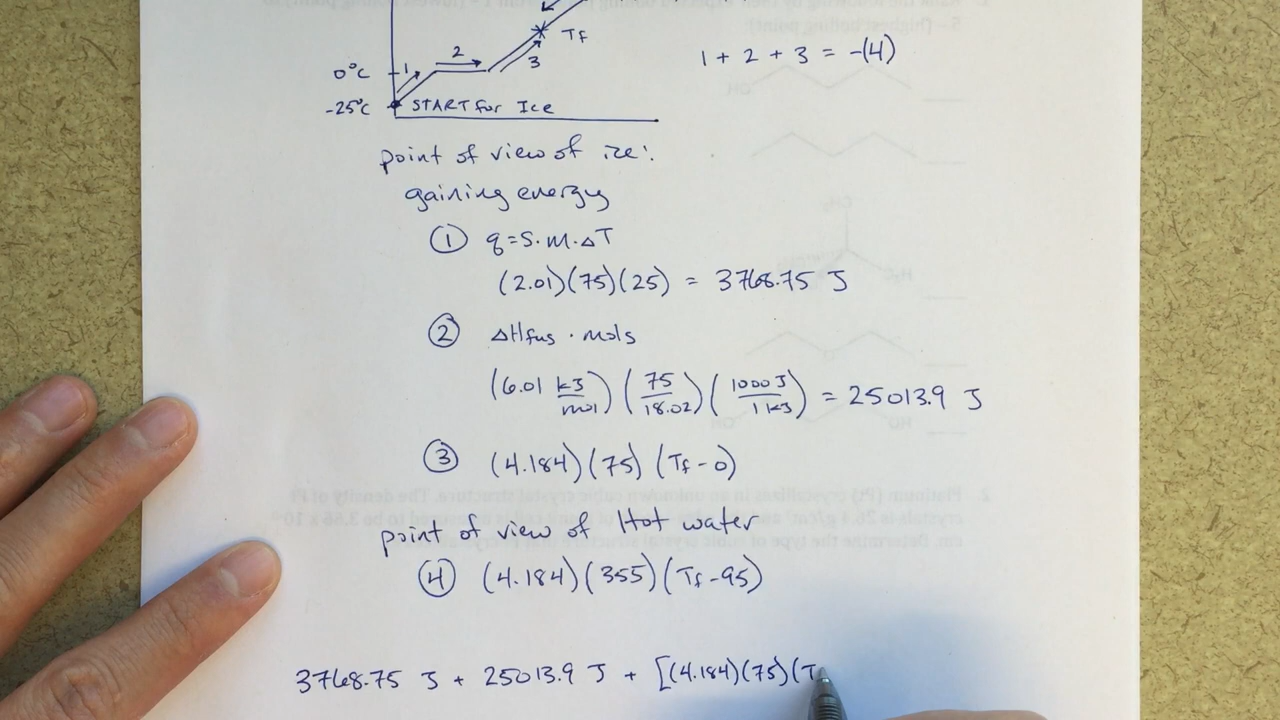 Tf
0°C 1 2 3
-25°C START for Ice
1 + 2 + 3 = -(4)
point of view of ice:
gaining energy
① q=S·m·ΔT
(2.01)(75)(25) = 3768.75 J
② ΔHfus · mols
(6.01 kJ/mol)(75/18.02)(1000 J/1 kJ) = 25013.9 J
③ (4.184)(75)(Tf-0)
point of view of Hot water
④ (4.184)(355)(Tf-95)
3768.75 J + 25013.9 J + [(4.184)(75)(T